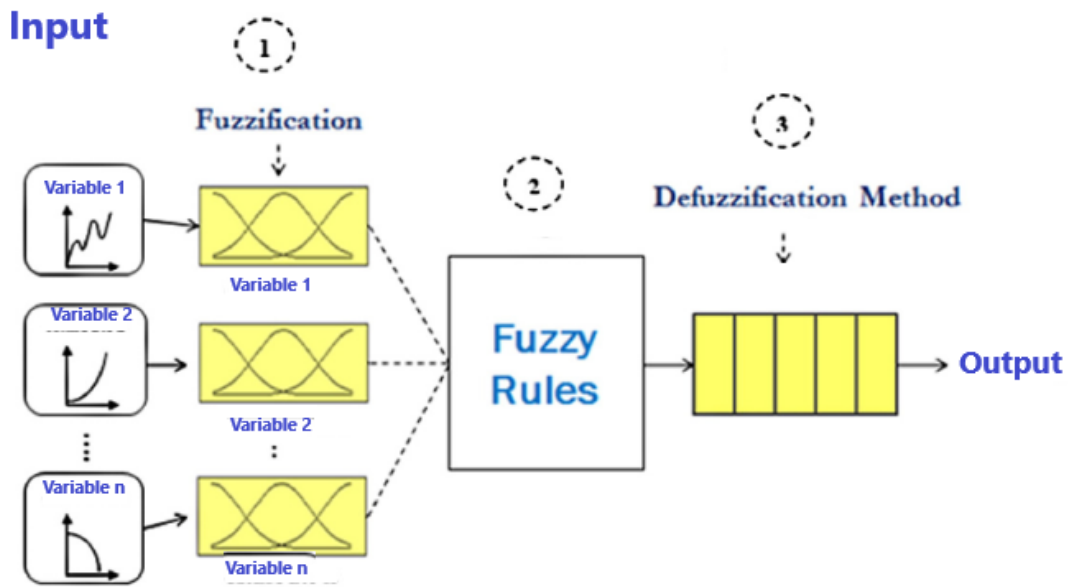 Input
1
Fuzzification
3
2
Defuzzification Method
Variable 1
Variable 1
Variable 2
Variable 2
Variable n
Variable n
Fuzzy
Rules
Output